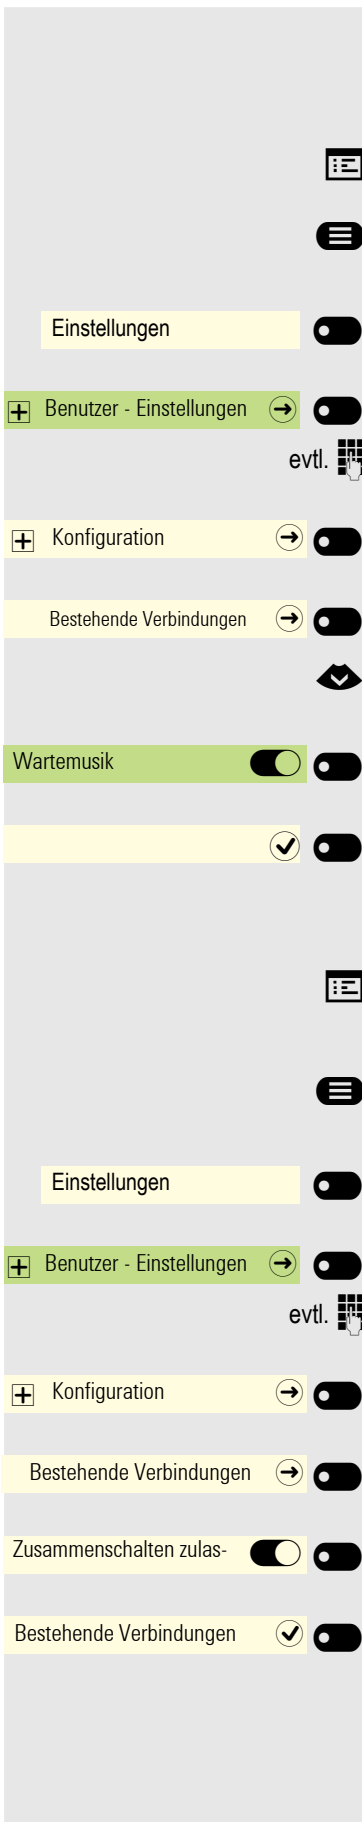 Einstellungen
Benutzer - Einstellungen
evtl.
Konfiguration
Bestehende Verbindungen
Wartemusik
Einstellungen
Benutzer - Einstellungen
evtl.
Konfiguration
Bestehende Verbindungen
Zusammenschalten zulas-
Bestehende Verbindungen